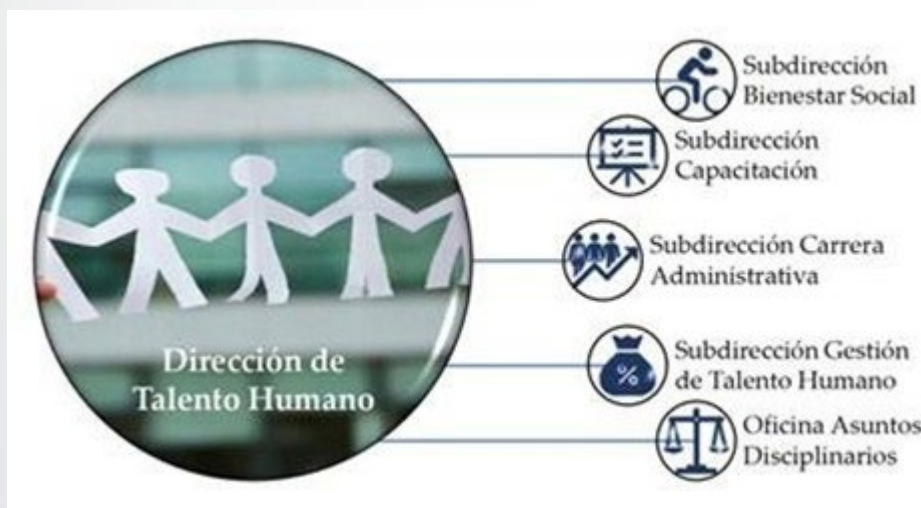 Dirección de
Talento Humano
Subdirección
Bienestar Social
Subdirección
Capacitación
Subdirección Carrera
Administrativa
Subdirección Gestión
de Talento Humano
Oficina Asuntos
Disciplinarios
%